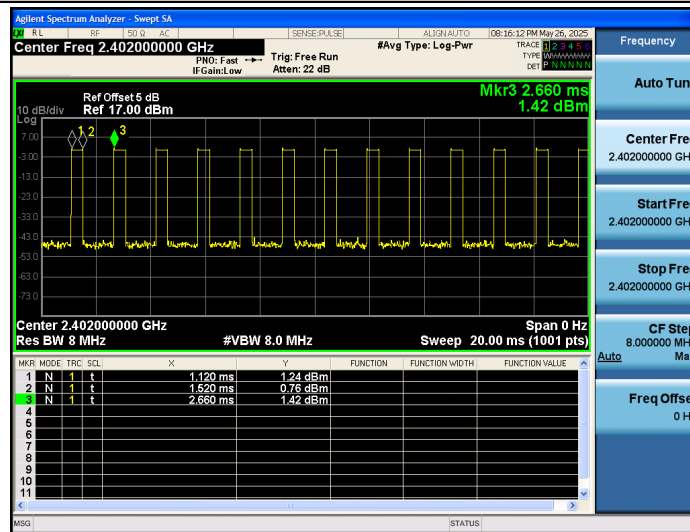 Agilent Spectrum Analyzer - Swept SA
LXI RL RF 50 Ω AC SENSE:PULSE ALIGN AUTO 08:16:12 PM May 26, 2025
Center Freq 2.402000000 GHz
#Avg Type: Log-Pwr
TRACE 1 2 3 4 5 6
PNO: Fast Trig: Free Run
TYPE
IFGain:Low Atten: 22 dB
DET P N N N N N
Frequency
Mkr3 2.660 ms
1.42 dBm
Ref Offset 5 dB
10 dB/div Ref 17.00 dBm
Log
7.00
-3.00
-13.0
-23.0
-33.0
-43.0
-53.0
-63.0
-73.0
1 2 3
Center 2.402000000 GHz Span 0 Hz
Res BW 8 MHz #VBW 8.0 MHz Sweep 20.00 ms (1001 pts)
MKR MODE TRC SCL X Y FUNCTION FUNCTION WIDTH FUNCTION VALUE
1 N 1 t 1.120 ms 1.24 dBm
2 N 1 t 1.520 ms 0.76 dBm
3 N 1 t 2.660 ms 1.42 dBm
4
5
6
7
8
9
10
11
MSG STATUS
Auto Tun
Center Fre
2.402000000 GH
Start Fre
2.402000000 GH
Stop Fre
2.402000000 GH
CF Step
8.000000 MH
Auto Ma
Freq Offse
0 H